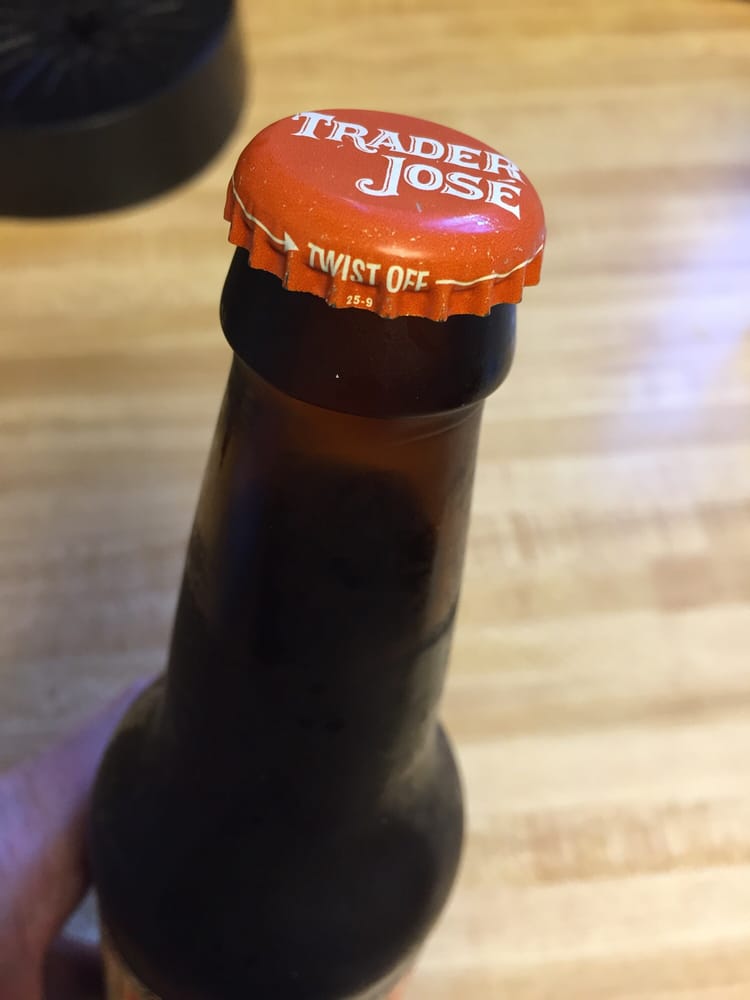 TRADER
JOSÉ
TWIST OFF
25-9